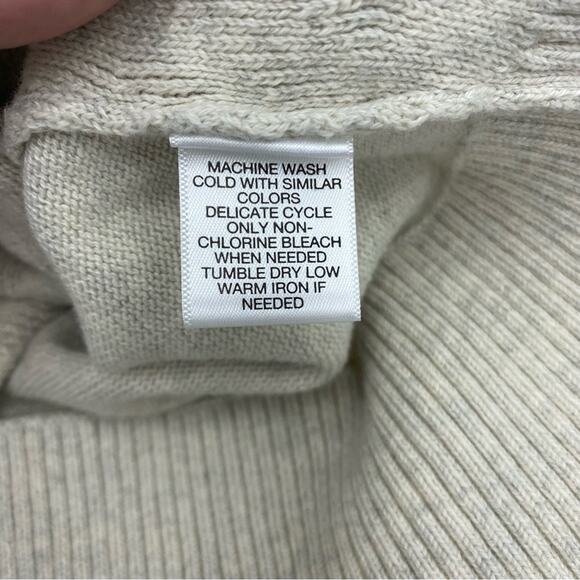 MACHINE WASH
COLD WITH SIMILAR
COLORS
DELICATE CYCLE
ONLY NON-
CHLORINE BLEACH
WHEN NEEDED
TUMBLE DRY LOW
WARM IRON IF
NEEDED